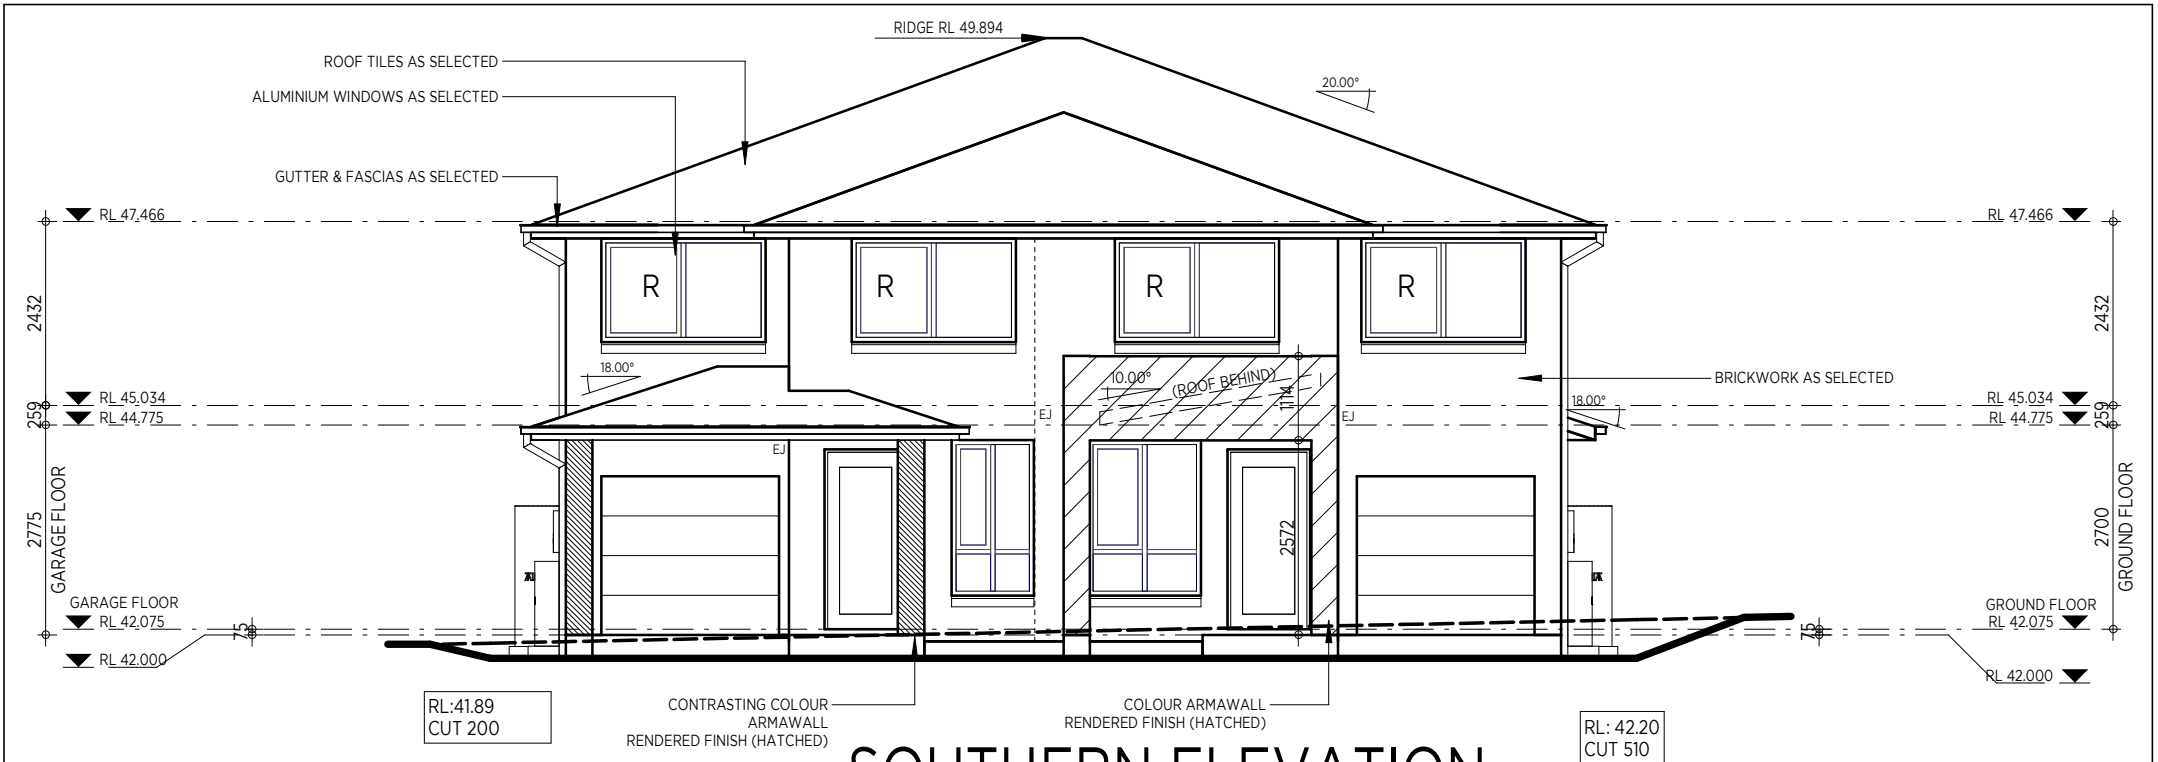 RIDGE RL 49.894
ROOF TILES AS SELECTED
ALUMINIUM WINDOWS AS SELECTED
20.00°
GUTTER & FASCIAS AS SELECTED
RL 47.466
RL 47.466
R
R
R
R
2432
2432
18.00°
10.00°
(ROOF BEHIND)
BRICKWORK AS SELECTED
1114
RL 45.034
RL 45.034
18.00°
259
259
RL 44.775
RL 44.775
EJ
EJ
EJ
2775
GARAGE FLOOR
2572
2700
GROUND FLOOR
GARAGE FLOOR
RL 42.075
GROUND FLOOR
RL 42.075
75
75
RL 42.000
RL 42.000
RL:41.89
CUT 200
CONTRASTING COLOUR
ARMAWALL
RENDERED FINISH (HATCHED)
COLOUR ARMAWALL
RENDERED FINISH (HATCHED)
RL: 42.20
CUT 510
SOUTHERN ELEVATION